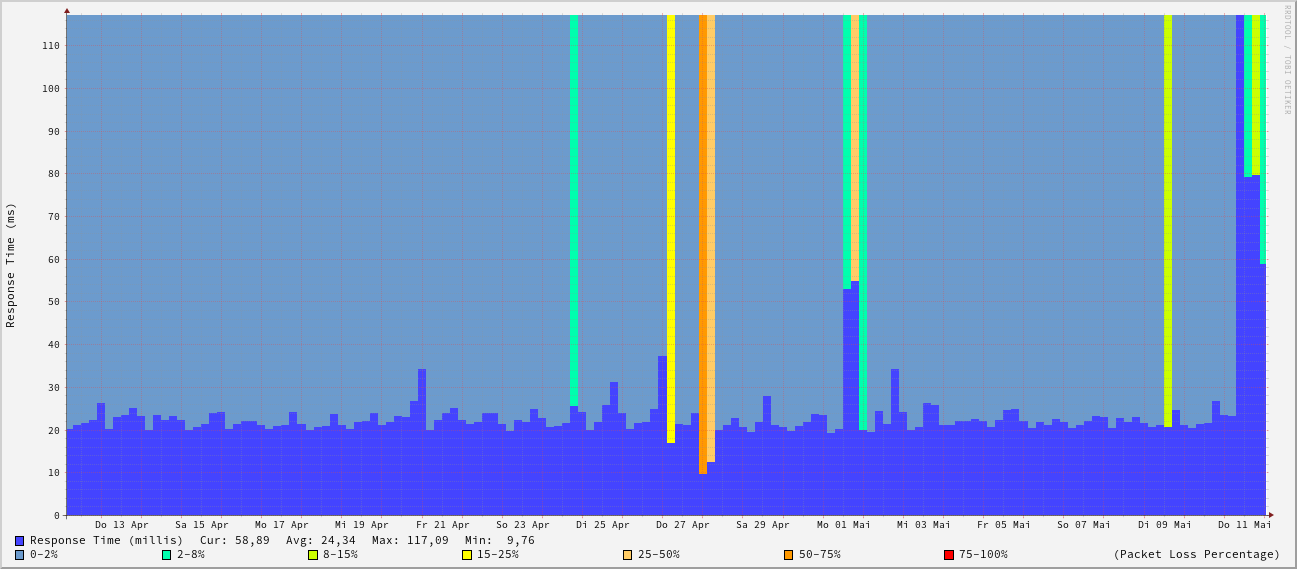 RRDTOOL / TOBI OETIKER
Response Time (ms)
110
100
90
80
70
60
50
40
30
20
10
0
Do 13 Apr Sa 15 Apr Mo 17 Apr Mi 19 Apr Fr 21 Apr So 23 Apr Di 25 Apr Do 27 Apr Sa 29 Apr Mo 01 Mai Mi 03 Mai Fr 05 Mai So 07 Mai Di 09 Mai Do 11 Mai
Response Time (millis) Cur: 58,89 Avg: 24,34 Max: 117,09 Min: 9,76
0-2% 2-8% 8-15% 15-25% 25-50% 50-75% 75-100% (Packet Loss Percentage)